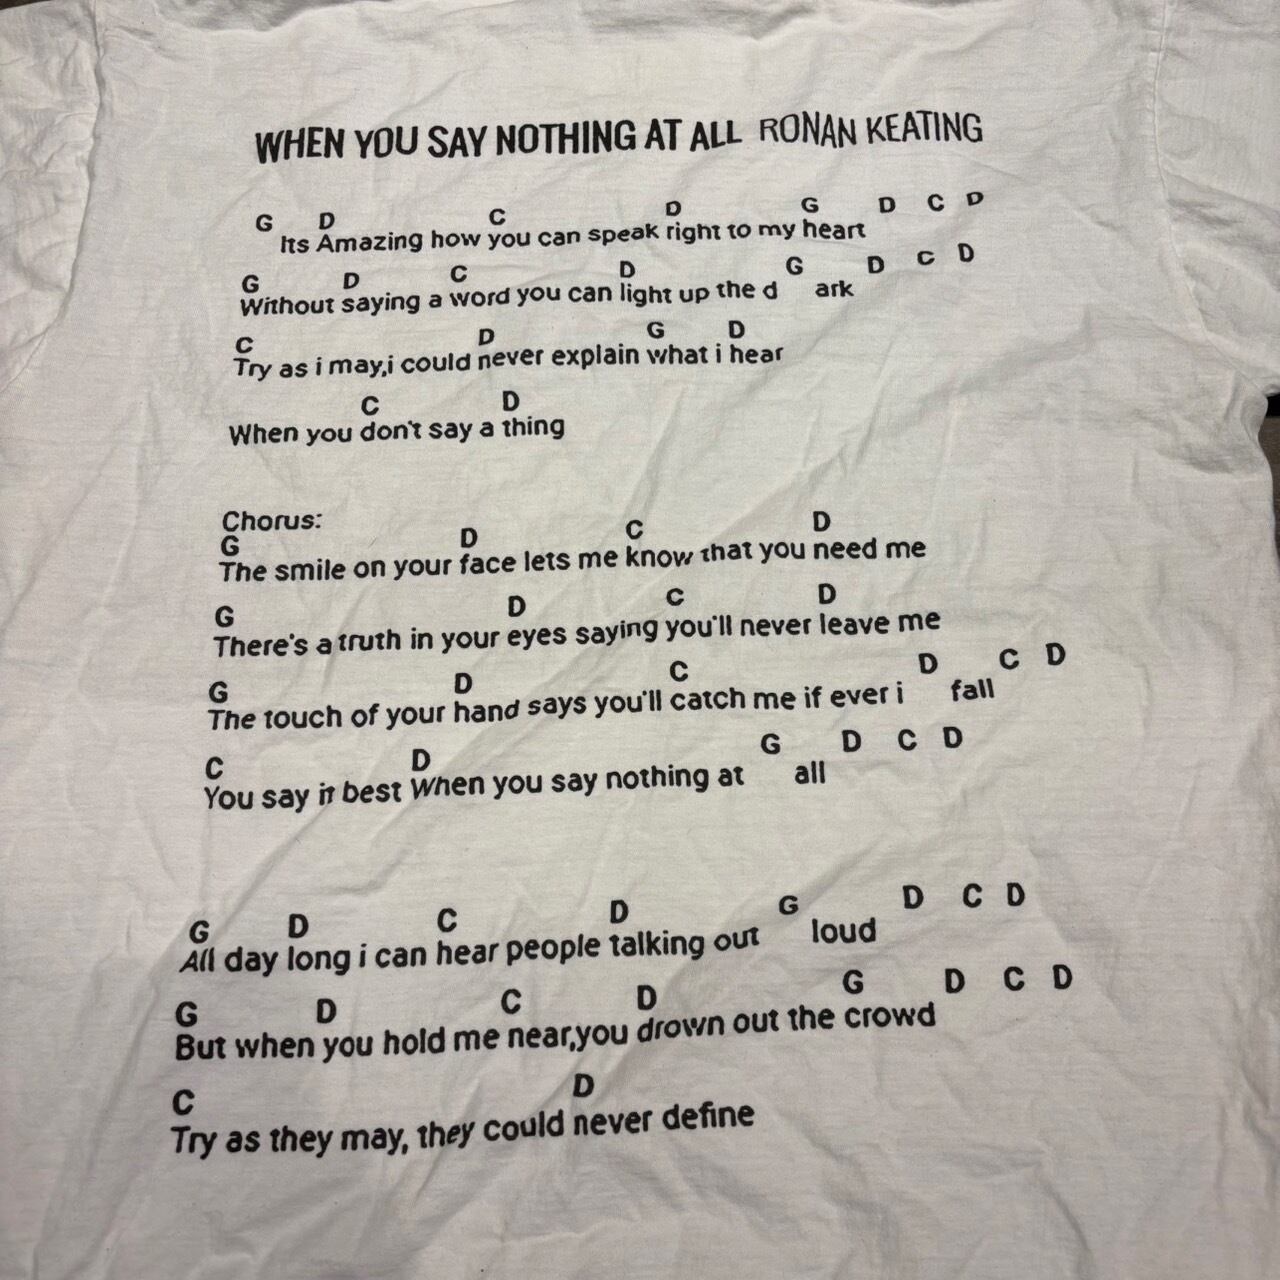 WHEN YOU SAY NOTHING AT ALL RONAN KEATING
G D C D G D C D
Its Amazing how you can speak right to my heart
G D C D G D C D
Without saying a word you can light up the d ark
C D G D
Try as i may,i could never explain what i hear
C D
When you don't say a thing
Chorus:
G D C D
The smile on your face lets me know that you need me
G D C D
There's a truth in your eyes saying you'll never leave me
G D C D C D
The touch of your hand says you'll catch me if ever i fall
C D G D C D
You say it best When you say nothing at all
G D C D G D C D
All day long i can hear people talking out loud
G D C D G D C D
But when you hold me near,you drown out the crowd
C D
Try as they may, they could never define